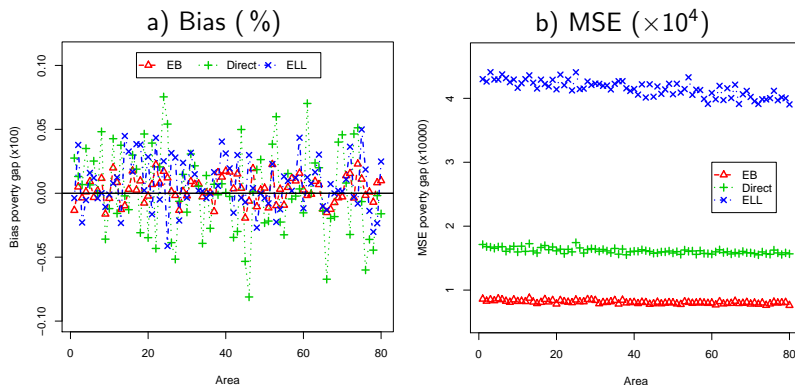 a) Bias (%)
b) MSE (×10⁴)
EB Direct ELL
Bias poverty gap (x100)
0.10
0.05
0.00
−0.05
−0.10
0 20 40 60 80
Area
EB
Direct
ELL
MSE poverty gap (x10000)
4
3
2
1
0 20 40 60 80
Area